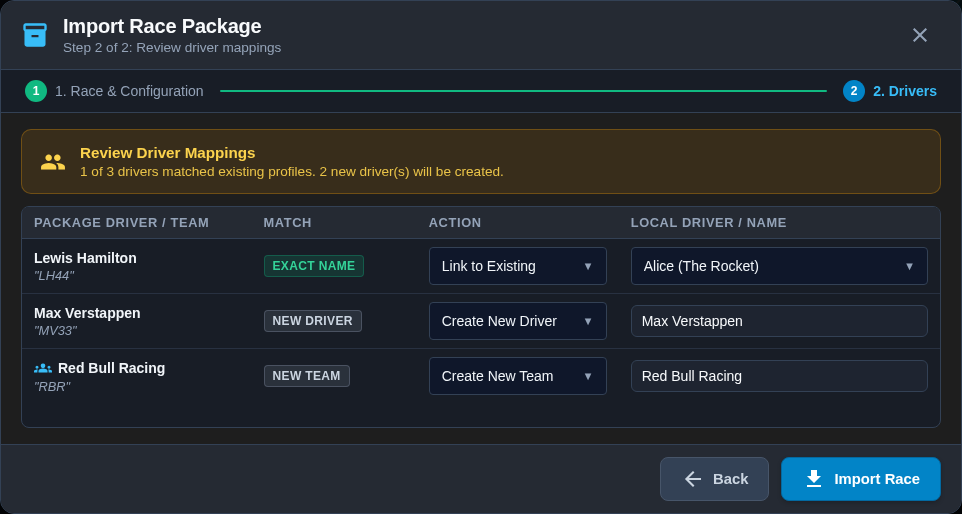 Import Race Package
Step 2 of 2: Review driver mappings
1 1. Race & Configuration 2 2. Drivers
Review Driver Mappings
1 of 3 drivers matched existing profiles. 2 new driver(s) will be created.
PACKAGE DRIVER / TEAM MATCH ACTION LOCAL DRIVER / NAME
Lewis Hamilton
"LH44"
EXACT NAME Link to Existing Alice (The Rocket)
Max Verstappen
"MV33"
NEW DRIVER Create New Driver Max Verstappen
Red Bull Racing
"RBR"
NEW TEAM Create New Team Red Bull Racing
Back Import Race